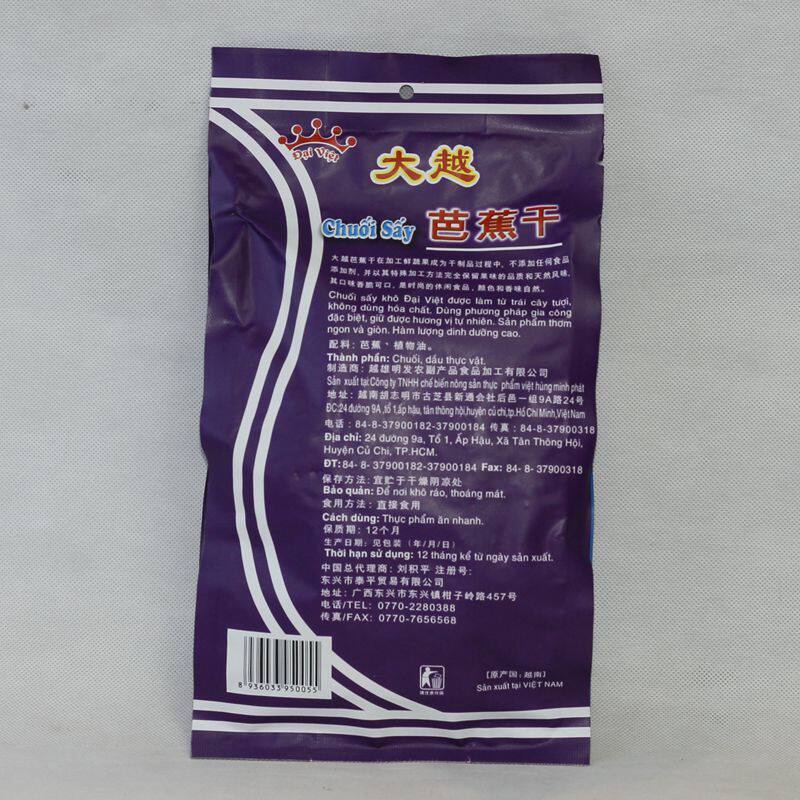 Đại Việt
大越
Chuối Sấy 芭蕉干
大越芭蕉干在加工鲜蔬果成为干制品过程中，不添加任何食品
添加剂，并以其特殊加工方法完全保留果味的品质和天然风味，
其口味香脆可口，是时尚的休闲食品，颜色和香味自然。
Chuối sấy khô Đại Việt được làm từ trái cây tươi,
không dùng hóa chất. Dùng phương pháp gia công
đặc biệt, giữ được hương vị tự nhiên. Sản phẩm thơm
ngon và giòn. Hàm lượng dinh dưỡng cao.
配料：芭蕉、植物油。
Thành phần: Chuối, dầu thực vật.
制造商：越雄明发农副产品食品加工有限公司
Sản xuất tại:Công ty TNHH chế biến nông sản thực phẩm việt hùng minh phát
地址：越南胡志明市古芝县新通会社后邑一组9A路24号
ĐC:24 đường 9A, tổ 1,ấp hậu, tân thông hội,huyện củ chi,tp.Hồ Chí Minh,Việt Nam
电话：84-8-37900182-37900184 传真：84-8-37900318
Địa chỉ: 24 đường 9a, Tổ 1, Ấp Hậu, Xã Tân Thông Hội,
Huyện Củ Chi, TP.HCM.
ĐT:84- 8- 37900182-37900184 Fax: 84- 8- 37900318
保存方法：宜贮于干燥阴凉处
Bảo quản: Để nơi khô ráo, thoáng mát.
食用方法：直接食用
Cách dùng: Thực phẩm ăn nhanh.
保质期：12个月
生产日期：见包装（年/月/日）
Thời hạn sử dụng: 12 tháng kể từ ngày sản xuất.
中国总代理商：刘积平 注册号：
东兴市泰平贸易有限公司
地址：广西东兴市东兴镇柑子岭路457号
电话/TEL: 0770-2280388
传真/FAX: 0770-7656568
8 936033 950055
[原产国：越南]
Sản xuất tại VIỆT NAM